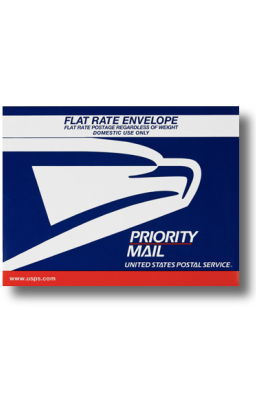 FLAT RATE ENVELOPE
FLAT RATE POSTAGE REGARDLESS OF WEIGHT
DOMESTIC USE ONLY
PRIORITY
MAIL
UNITED STATES POSTAL SERVICE
www.usps.com